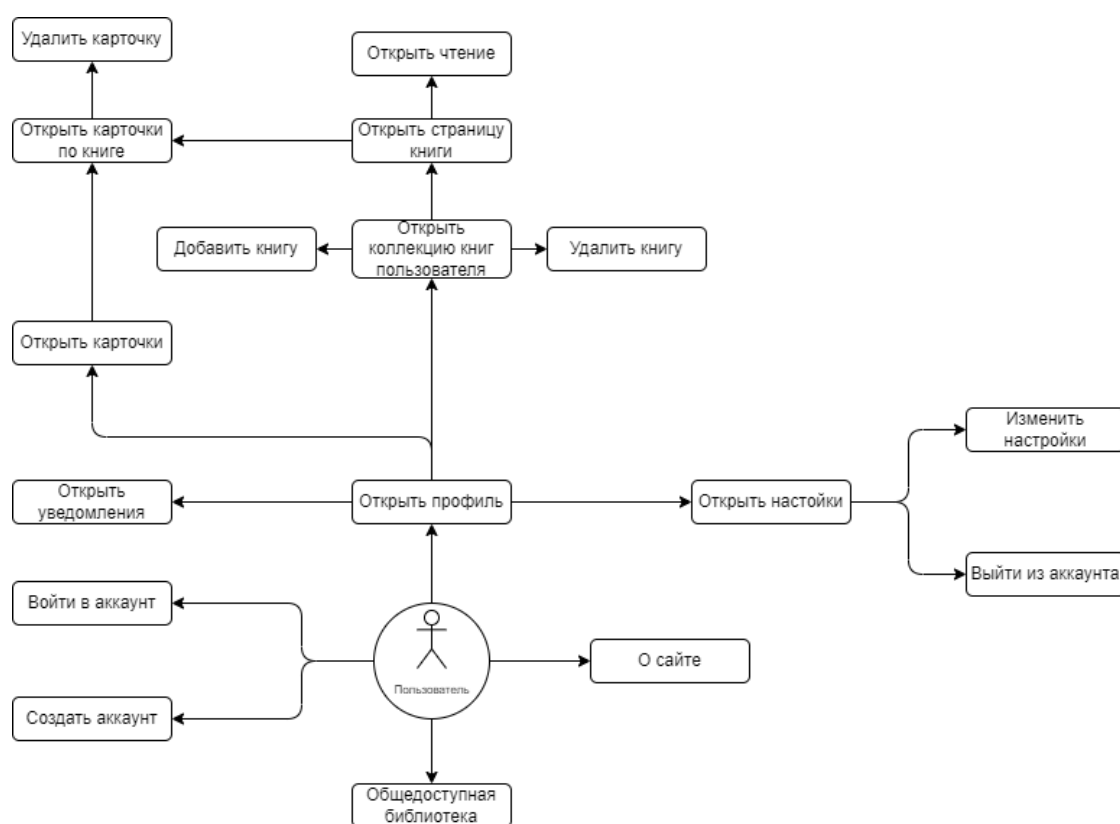 Удалить карточку
Открыть чтение
Открыть карточки
по книге
Открыть страницу
книги
Добавить книгу
Открыть
коллекцию книг
пользователя
Удалить книгу
Открыть карточки
Изменить
настройки
Открыть
уведомления
Открыть профиль
Открыть настойки
Выйти из аккаунта
Войти в аккаунт
Пользователь
О сайте
Создать аккаунт
Общедоступная
библиотека